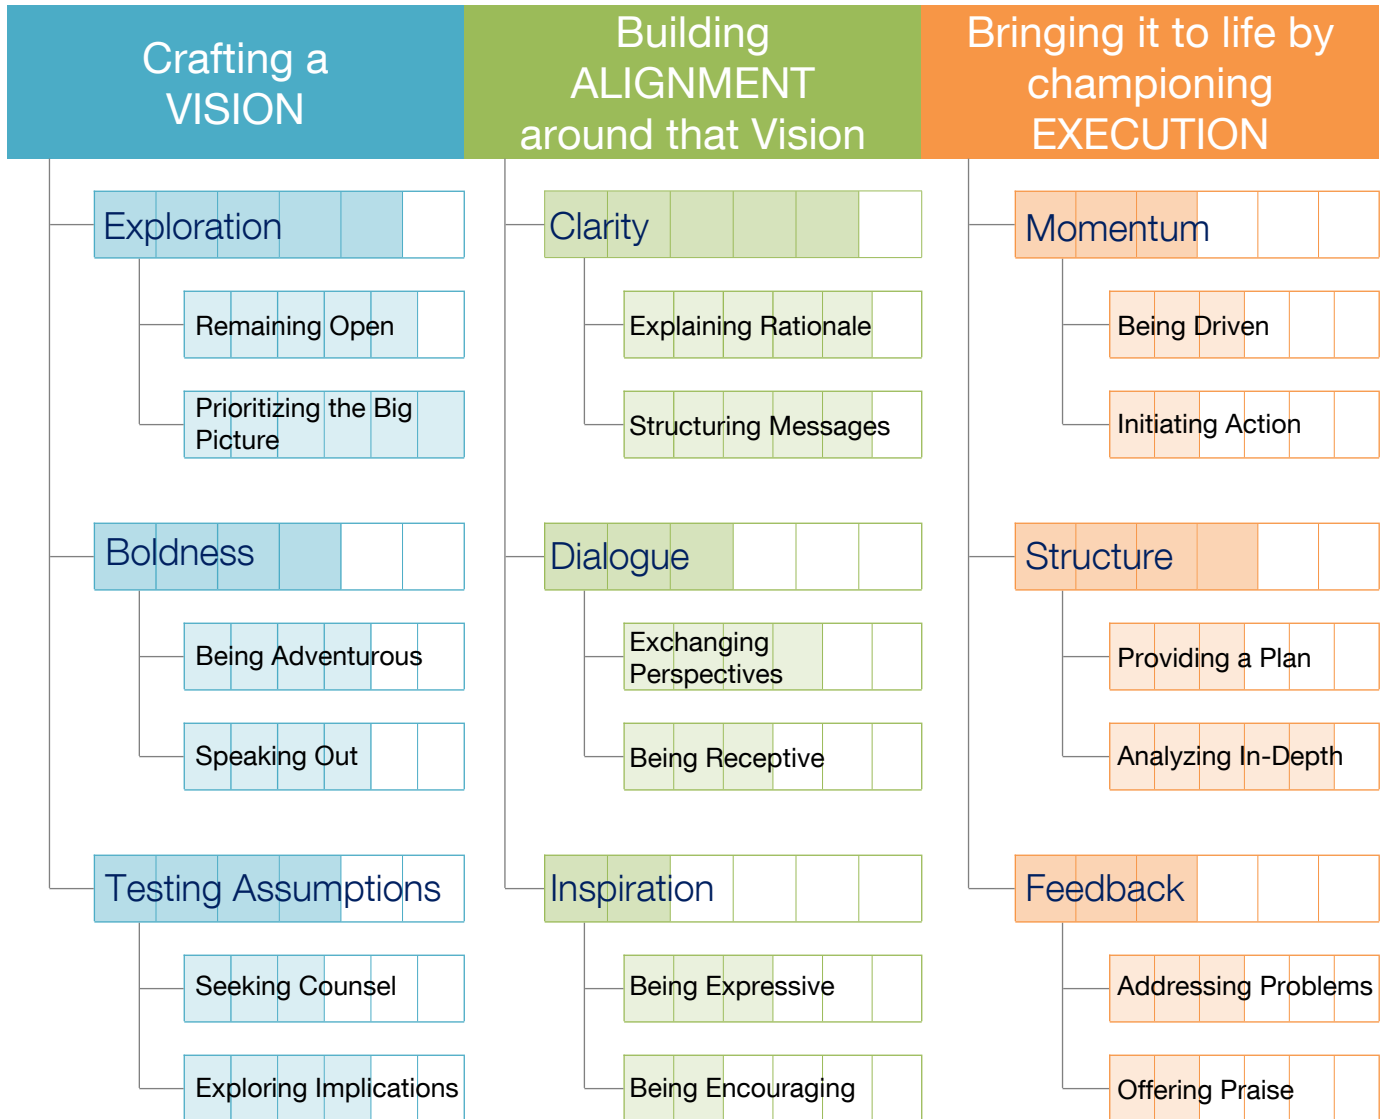 Crafting a
VISION
Building
ALIGNMENT
around that Vision
Bringing it to life by
championing
EXECUTION
Exploration
Remaining Open
Prioritizing the Big
Picture
Boldness
Being Adventurous
Speaking Out
Testing Assumptions
Seeking Counsel
Exploring Implications
Clarity
Explaining Rationale
Structuring Messages
Dialogue
Exchanging
Perspectives
Being Receptive
Inspiration
Being Expressive
Being Encouraging
Momentum
Being Driven
Initiating Action
Structure
Providing a Plan
Analyzing In-Depth
Feedback
Addressing Problems
Offering Praise